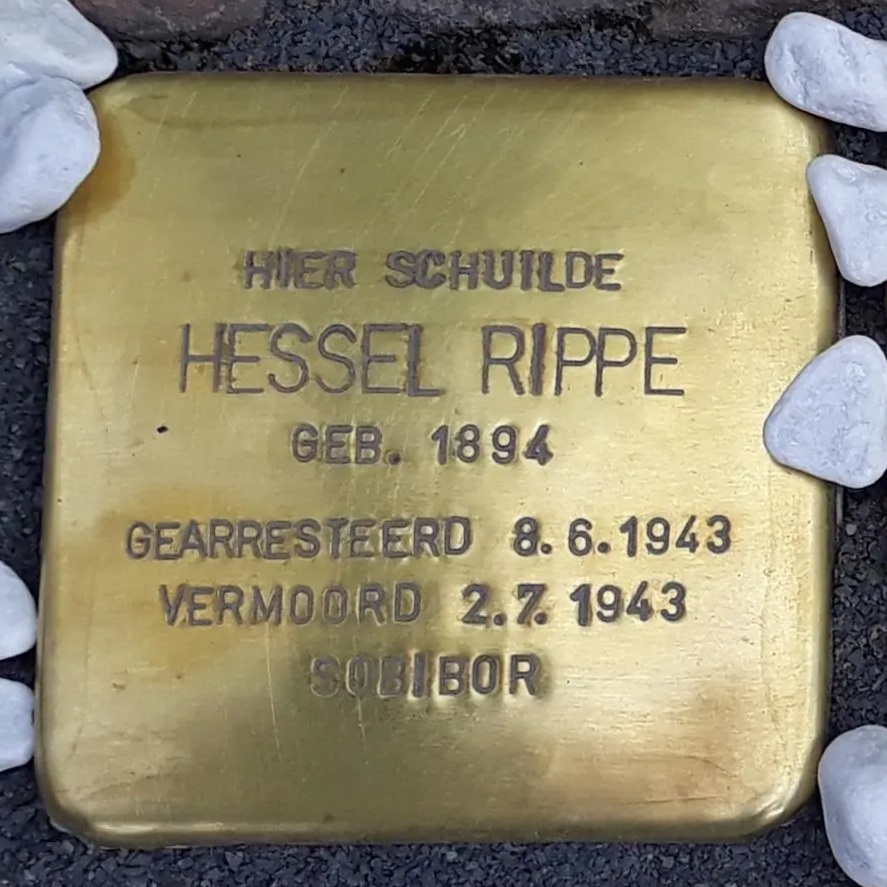 HIER SCHUILDE
HESSEL RIPPE
GEB. 1894
GEARRESTEERD 8.6.1943
VERMOORD 2.7.1943
SOBIBOR